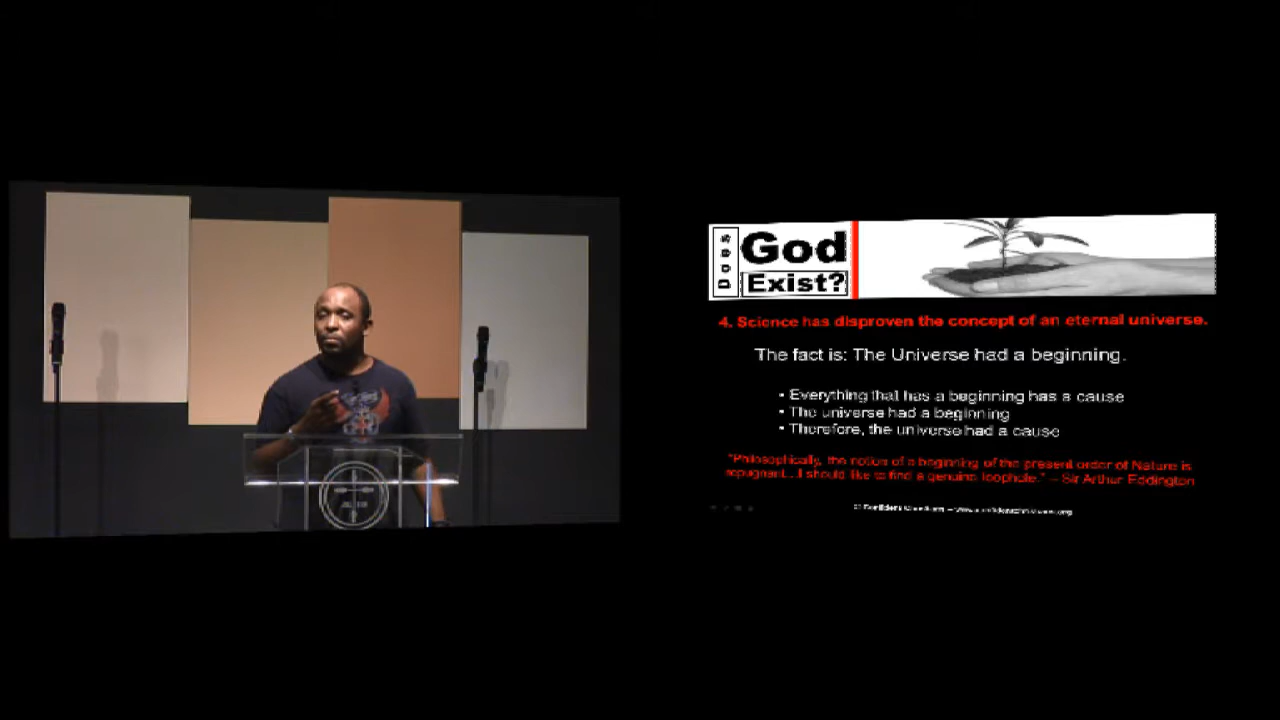 Does
God
Exist?
4. Science has disproven the concept of an eternal universe.
The fact is: The Universe had a beginning.
• Everything that has a beginning has a cause
• The universe had a beginning
• Therefore, the universe had a cause
"Philosophically, the notion of a beginning of the present order of Nature is
repugnant...I should like to find a genuine loophole." – Sir Arthur Eddington